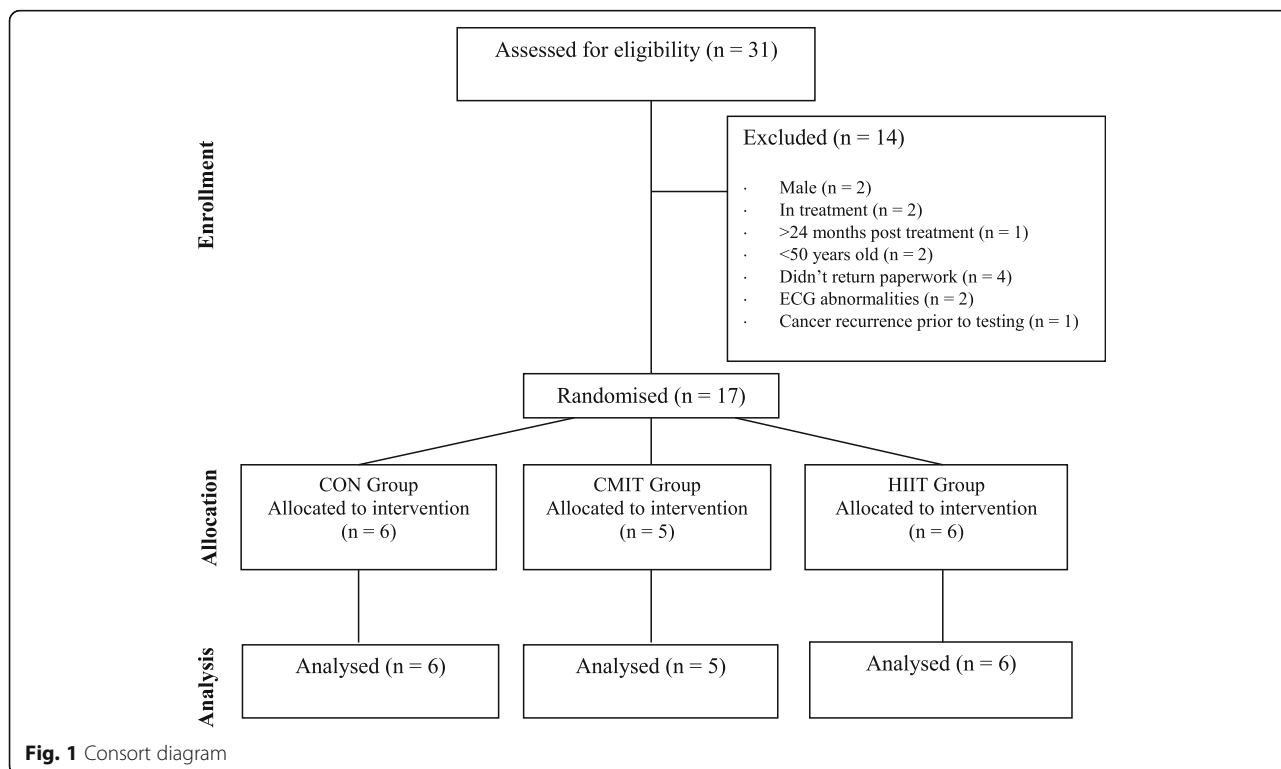 Assessed for eligibility (n = 31)
Enrollment
Excluded (n = 14)
· Male (n = 2)
· In treatment (n = 2)
· >24 months post treatment (n = 1)
· <50 years old (n = 2)
· Didn't return paperwork (n = 4)
· ECG abnormalities (n = 2)
· Cancer recurrence prior to testing (n = 1)
Randomised (n = 17)
Allocation
CON Group
Allocated to intervention
(n = 6)
CMIT Group
Allocated to intervention
(n = 5)
HIIT Group
Allocated to intervention
(n = 6)
Analysis
Analysed (n = 6)
Analysed (n = 5)
Analysed (n = 6)
Fig. 1 Consort diagram